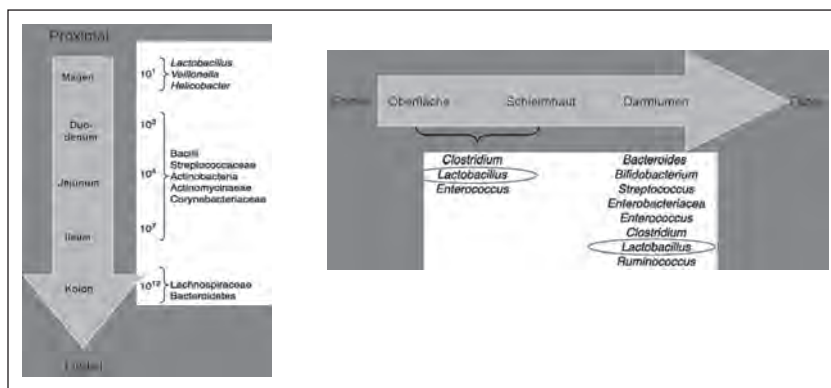 Proximal
Magen
10¹
Lactobacillus
Veillonella
Helicobacter
Duo-
denum
10³
Jejunum
10⁴
Bacilli
Streptococcaceae
Actinobacteria
Actinomycinaeae
Corynebacteriaceae
Ileum
10⁷
Kolon
10¹²
Lachnospiraceae
Bacteroidetes
Oberfläche
Schleimhaut
Darmlumen
Clostridium
Lactobacillus
Enterococcus
Bacteroides
Bifidobacterium
Streptococcus
Enterobacteriacea
Enterococcus
Clostridium
Lactobacillus
Ruminococcus